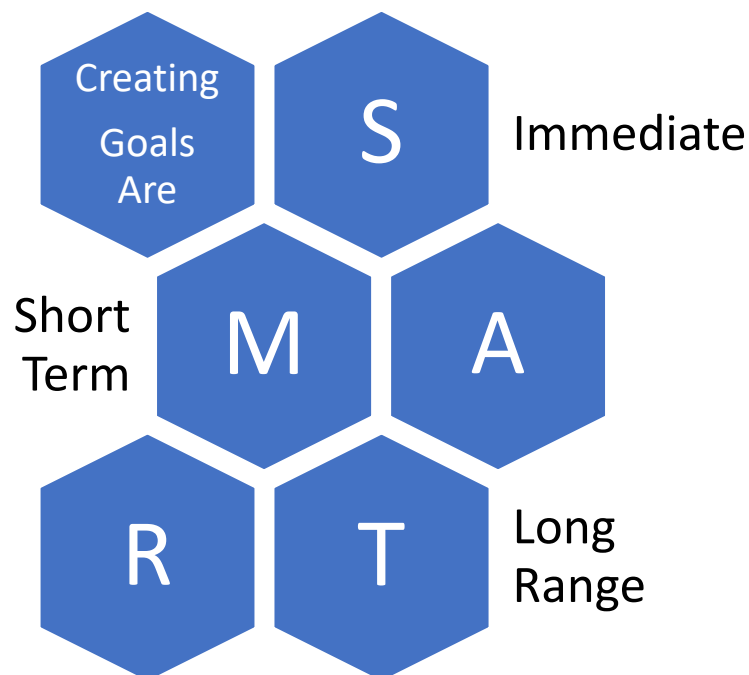 Creating
Goals
Are
S
Immediate
Short
Term
M
A
R
T
Long
Range